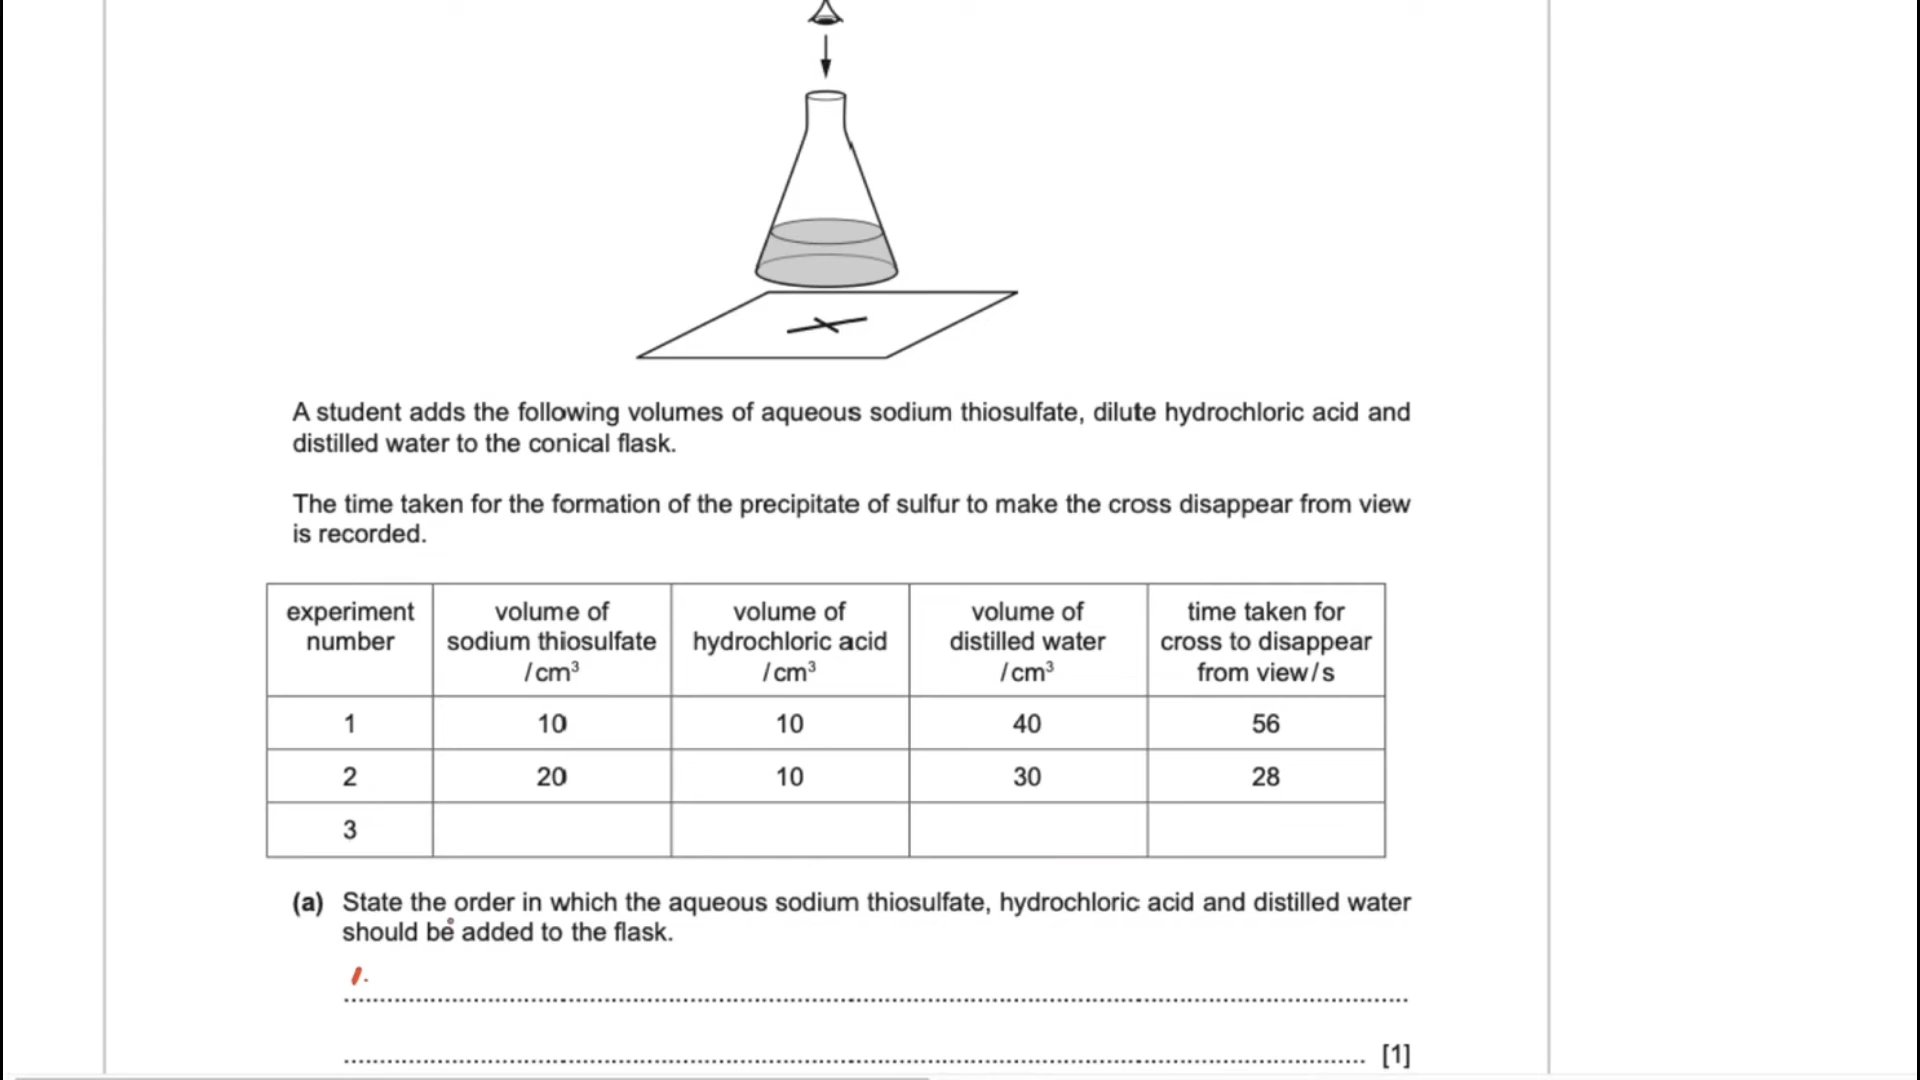 A student adds the following volumes of aqueous sodium thiosulfate, dilute hydrochloric acid and
distilled water to the conical flask.
The time taken for the formation of the precipitate of sulfur to make the cross disappear from view
is recorded.
experiment number | volume of sodium thiosulfate /cm³ | volume of hydrochloric acid /cm³ | volume of distilled water /cm³ | time taken for cross to disappear from view/s
1 | 10 | 10 | 40 | 56
2 | 20 | 10 | 30 | 28
3
(a) State the order in which the aqueous sodium thiosulfate, hydrochloric acid and distilled water
should be added to the flask.
1.
[1]